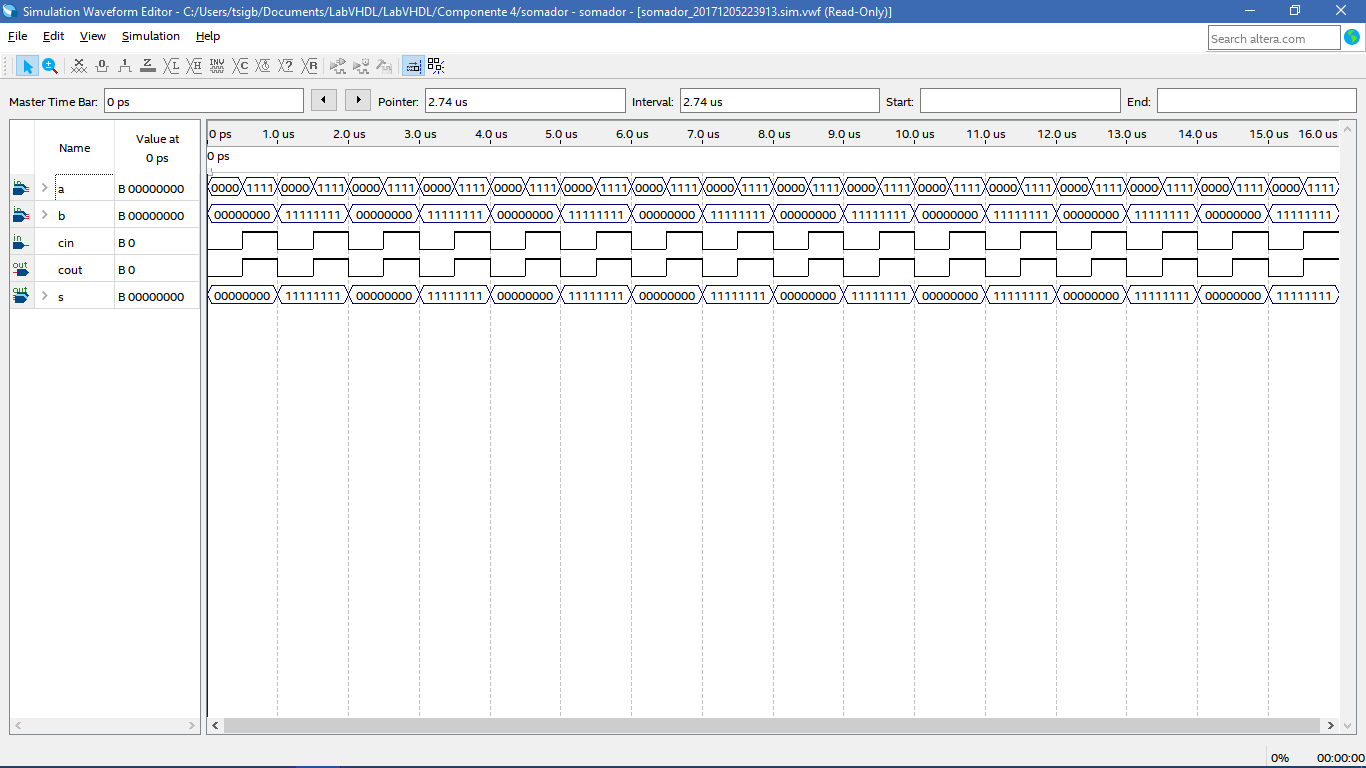 Simulation Waveform Editor - C:/Users/tsigb/Documents/LabVHDL/LabVHDL/Componente 4/somador - somador - [somador_20171205223913.sim.vwf (Read-Only)]
File Edit View Simulation Help
Search altera.com
Master Time Bar: 0 ps Pointer: 2.74 us Interval: 2.74 us Start: End:
Name Value at 0 ps
0 ps 1.0 us 2.0 us 3.0 us 4.0 us 5.0 us 6.0 us 7.0 us 8.0 us 9.0 us 10.0 us 11.0 us 12.0 us 13.0 us 14.0 us 15.0 us 16.0 us
0 ps
in a B 00000000 0000 1111 0000 1111 0000 1111 0000 1111 0000 1111 0000 1111 0000 1111 0000 1111 0000 1111 0000 1111 0000 1111 0000 1111 0000 1111 0000 1111 0000 1111 0000 1111
in b B 00000000 00000000 11111111 00000000 11111111 00000000 11111111 00000000 11111111 00000000 11111111 00000000 11111111 00000000 11111111 00000000 11111111
in cin B 0
out cout B 0
out s B 00000000 00000000 11111111 00000000 11111111 00000000 11111111 00000000 11111111 00000000 11111111 00000000 11111111 00000000 11111111 00000000 11111111
0% 00:00:00